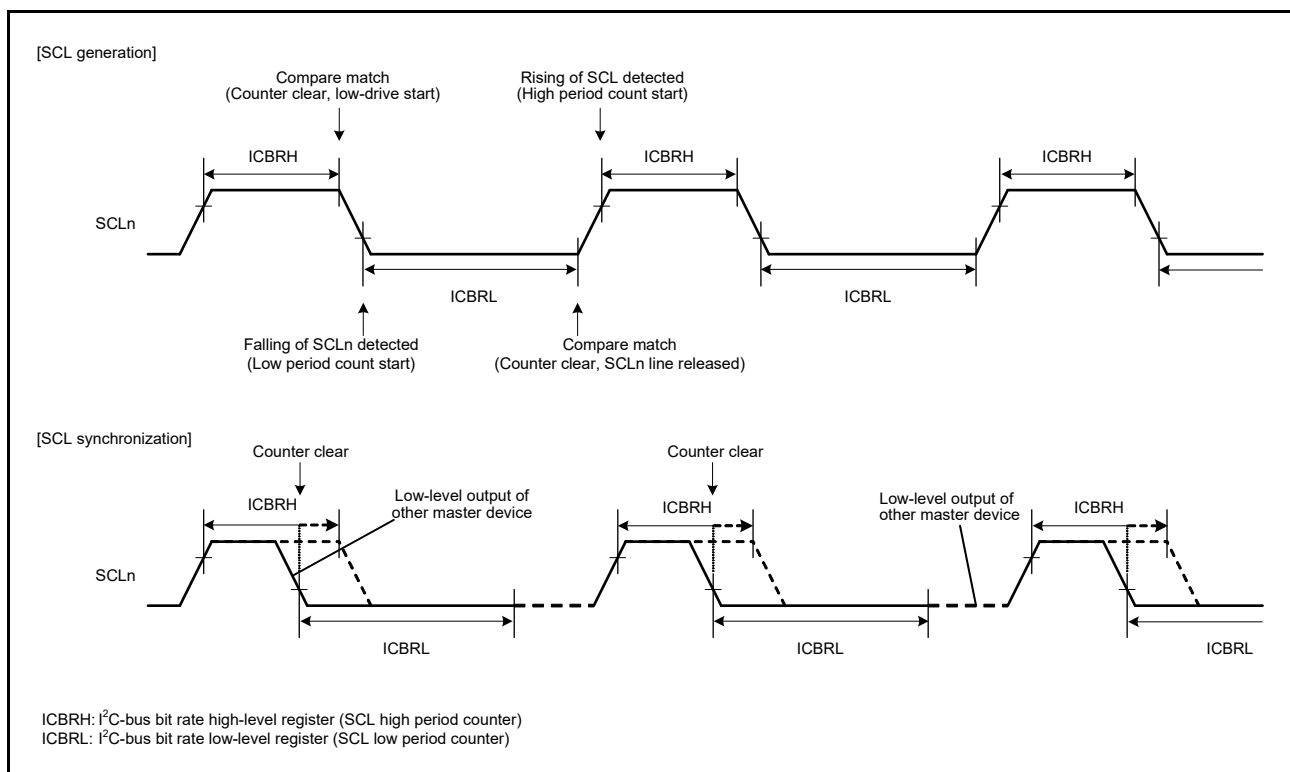 [SCL generation]
Compare match
(Counter clear, low-drive start)
Rising of SCL detected
(High period count start)
ICBRH
ICBRH
ICBRH
SCLn
ICBRL
ICBRL
Falling of SCLn detected
(Low period count start)
Compare match
(Counter clear, SCLn line released)
[SCL synchronization]
Counter clear
Counter clear
ICBRH
Low-level output of
other master device
ICBRH
Low-level output of
other master device
ICBRH
SCLn
ICBRL
ICBRL
ICBRL
ICBRH: I²C-bus bit rate high-level register (SCL high period counter)
ICBRL: I²C-bus bit rate low-level register (SCL low period counter)